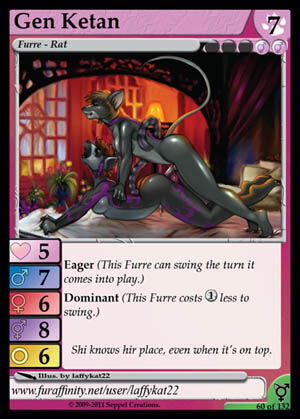 Gen Ketan
7
Furre - Rat
5
7
6
8
6
Eager (This Furre can swing the turn it
comes into play.)
Dominant (This Furre costs 1 less to
swing.)
Shi knows hir place, even when it's on top.
Illus. by laffykat22
www.furaffinity.net/user/laffykat22
© 2009-2011 Seppel Creations.
60 of 132